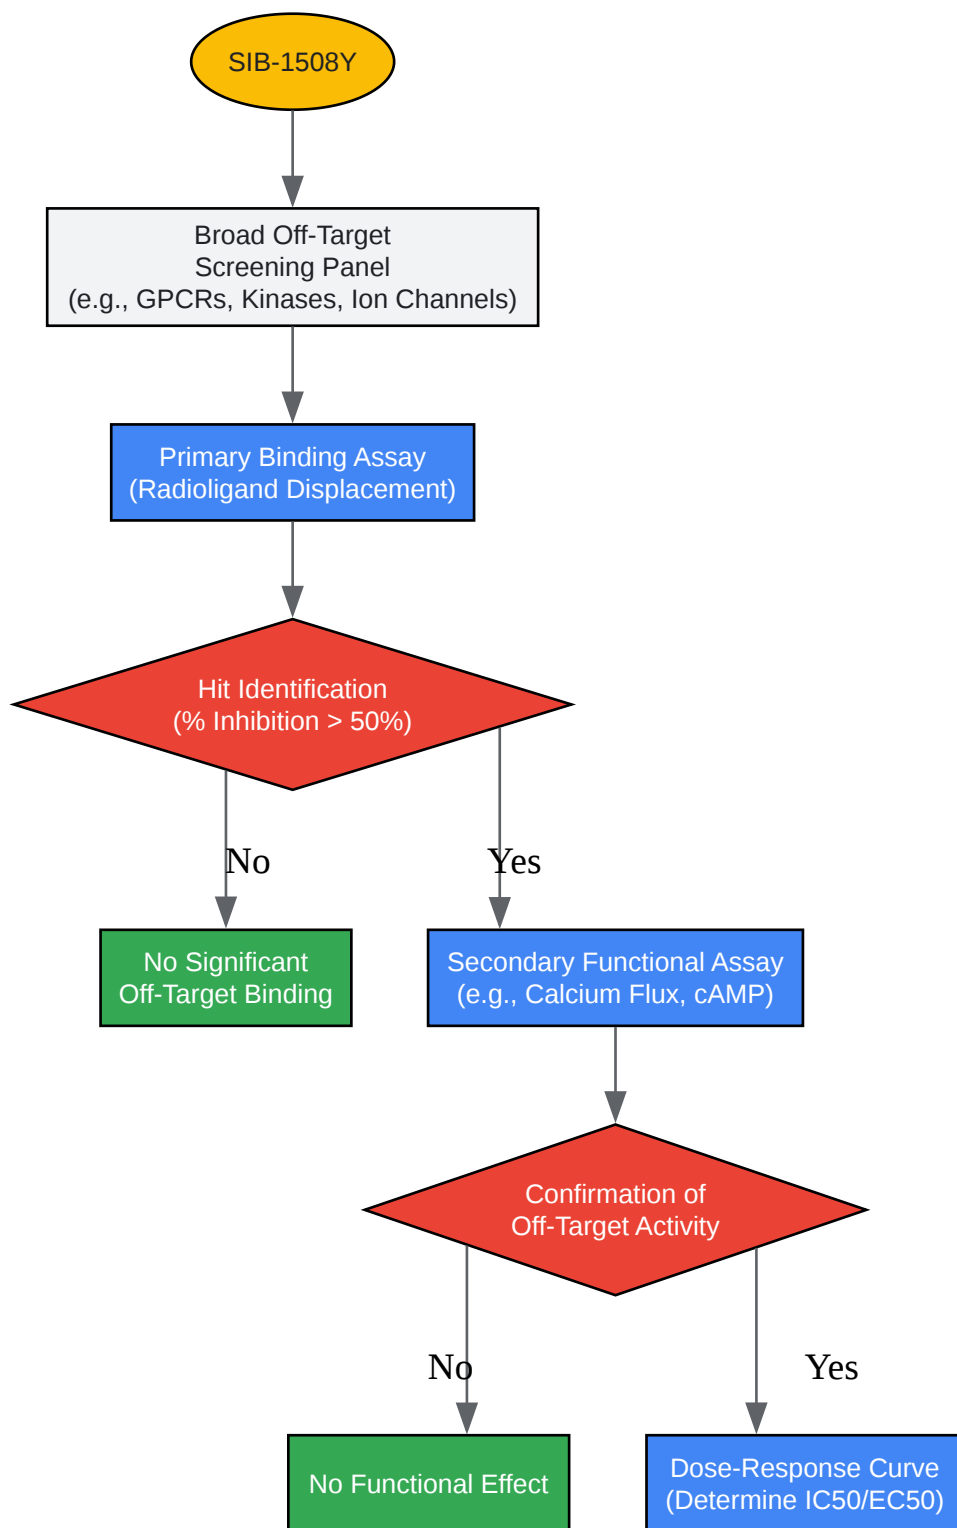 SIB-1508Y
Broad Off-Target
Screening Panel
(e.g., GPCRs, Kinases, Ion Channels)
Primary Binding Assay
(Radioligand Displacement)
Hit Identification
(% Inhibition > 50%)
No
Yes
No Significant
Off-Target Binding
Secondary Functional Assay
(e.g., Calcium Flux, cAMP)
Confirmation of
Off-Target Activity
No
Yes
No Functional Effect
Dose-Response Curve
(Determine IC50/EC50)